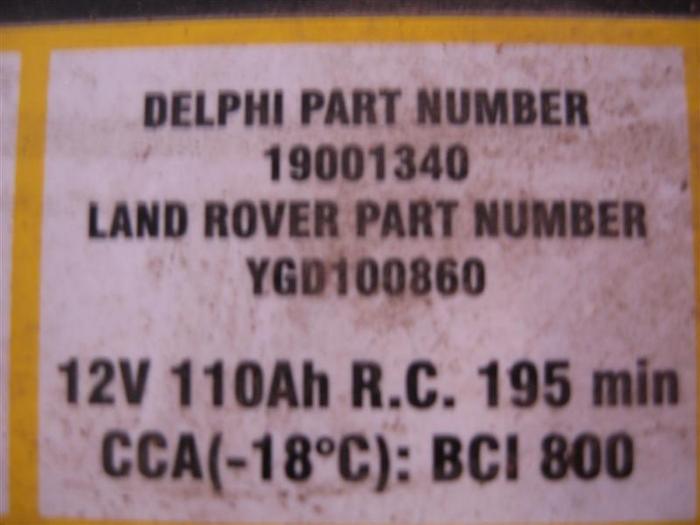 DELPHI PART NUMBER
19001340
LAND ROVER PART NUMBER
YGD100860
12V 110Ah R.C. 195 min
CCA(-18°C): BCI 800